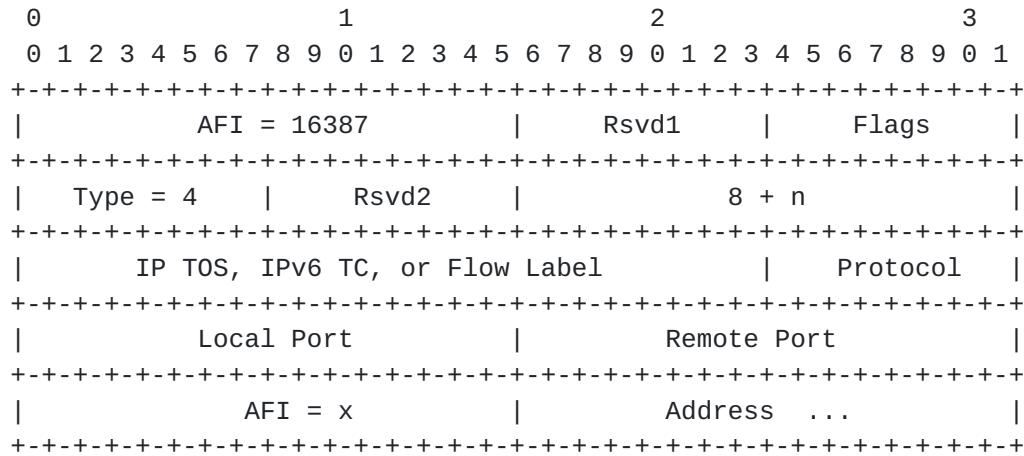 0                   1                   2                   3
 0 1 2 3 4 5 6 7 8 9 0 1 2 3 4 5 6 7 8 9 0 1 2 3 4 5 6 7 8 9 0 1
+-+-+-+-+-+-+-+-+-+-+-+-+-+-+-+-+-+-+-+-+-+-+-+-+-+-+-+-+-+-+-+-+
|           AFI = 16387         |     Rsvd1     |     Flags     |
+-+-+-+-+-+-+-+-+-+-+-+-+-+-+-+-+-+-+-+-+-+-+-+-+-+-+-+-+-+-+-+-+
|   Type = 4    |     Rsvd2     |             8 + n             |
+-+-+-+-+-+-+-+-+-+-+-+-+-+-+-+-+-+-+-+-+-+-+-+-+-+-+-+-+-+-+-+-+
|       IP TOS, IPv6 TC, or Flow Label          |    Protocol   |
+-+-+-+-+-+-+-+-+-+-+-+-+-+-+-+-+-+-+-+-+-+-+-+-+-+-+-+-+-+-+-+-+
|           Local Port          |         Remote Port           |
+-+-+-+-+-+-+-+-+-+-+-+-+-+-+-+-+-+-+-+-+-+-+-+-+-+-+-+-+-+-+-+-+
|              AFI = x          |         Address  ...          |
+-+-+-+-+-+-+-+-+-+-+-+-+-+-+-+-+-+-+-+-+-+-+-+-+-+-+-+-+-+-+-+-+